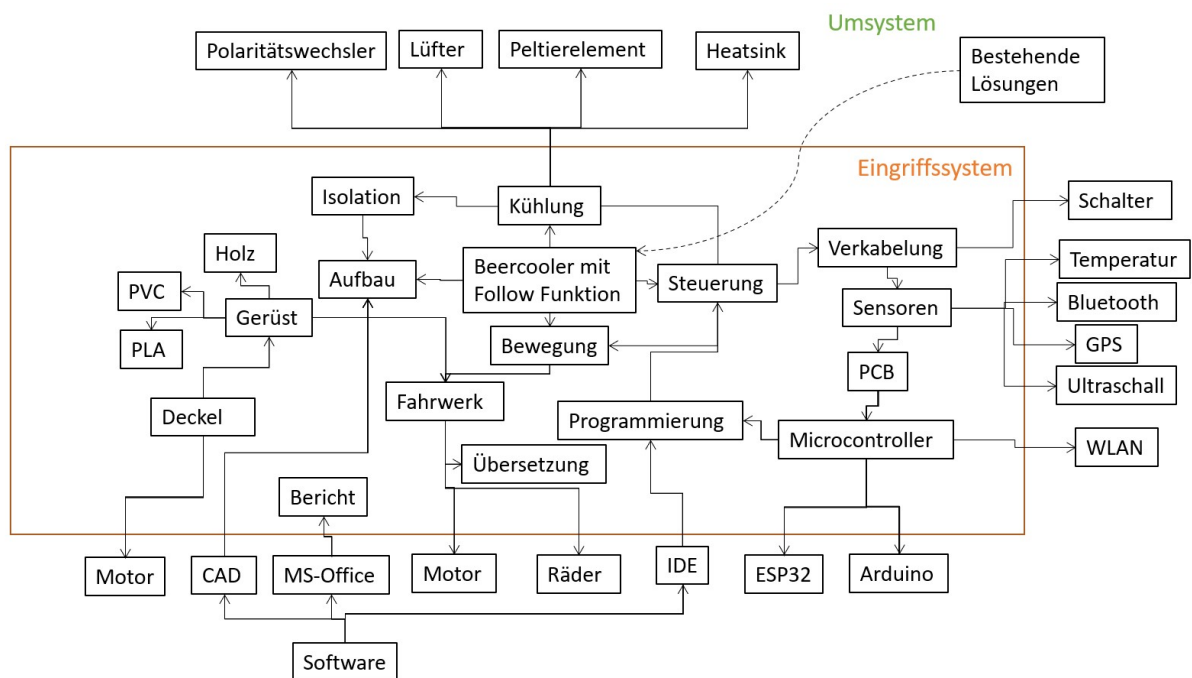 Umsystem
Polaritätswechsler
Lüfter
Peltierelement
Heatsink
Bestehende
Lösungen
Eingriffssystem
Isolation
Kühlung
Schalter
Verkabelung
Holz
Aufbau
Beercooler mit
Follow Funktion
Steuerung
Temperatur
PVC
Gerüst
Sensoren
Bluetooth
PLA
Bewegung
GPS
PCB
Ultraschall
Fahrwerk
Deckel
Programmierung
Microcontroller
WLAN
Übersetzung
Bericht
Motor
CAD
MS-Office
Motor
Räder
IDE
ESP32
Arduino
Software